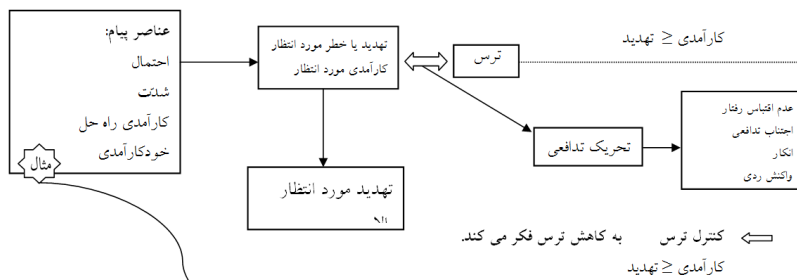 عناصر پیام:
احتمال
شدّت
کارآمدی راه حل
خودکارآمدی
مثال
تهدید یا خطر مورد انتظار
کارآمدی مورد انتظار
ترس
کارآمدی ≥ تهدید
تهدید مورد انتظار
تحریک تدافعی
عدم اقتباس رفتار
اجتناب تدافعی
انکار
واکنش ردی
کنترل ترس به کاهش ترس فکر می کند.
کارآمدی ≥ تهدید